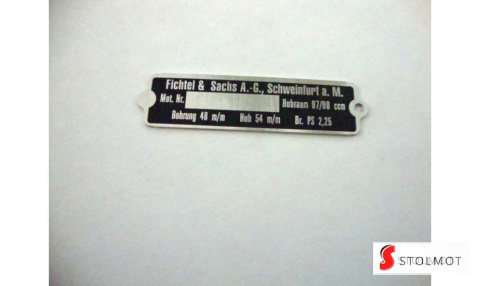 Fichtel & Sachs A.-G., Schweinfurt a. M.
Mot. Nr. Hubraum 97/98 ccm
Bohrung 48 m/m Hub 54 m/m Br. PS 2,25
STOLMOT